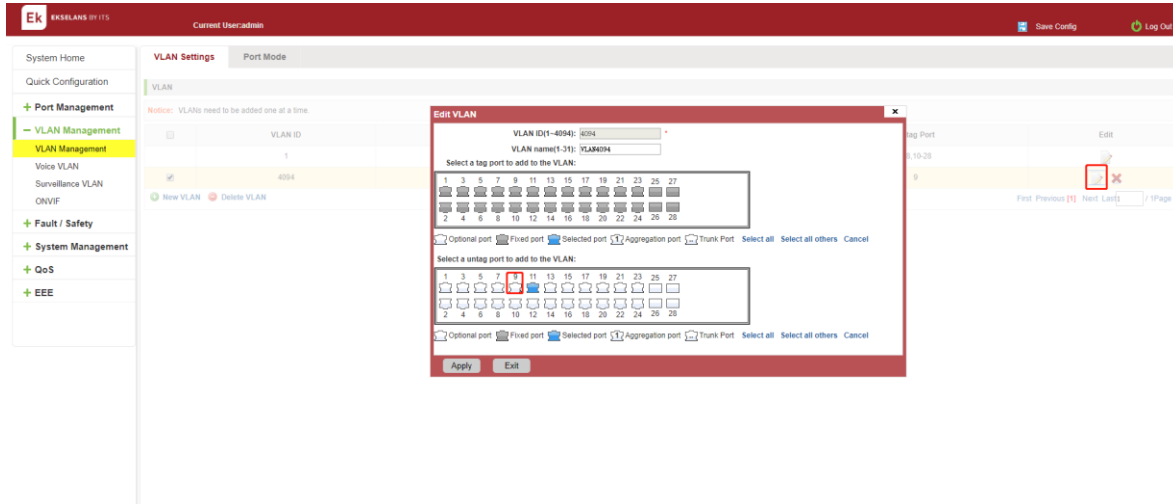 Ek EKSELANS BY ITS
Current User:admin
Save Config
Log Out
System Home
Quick Configuration
+ Port Management
− VLAN Management
VLAN Management
Voice VLAN
Surveillance VLAN
ONVIF
+ Fault / Safety
+ System Management
+ QoS
+ EEE
VLAN Settings Port Mode
VLAN
Notice: VLANs need to be added one at a time.
VLAN ID tag Port Edit
1 8,10-28
4094 9
New VLAN Delete VLAN
First Previous [1] Next Last 1 / 1Page
Edit VLAN x
VLAN ID(1~4094): 4094 *
VLAN name(1-31): VLAN4094
Select a tag port to add to the VLAN:
1 3 5 7 9 11 13 15 17 19 21 23 25 27
2 4 6 8 10 12 14 16 18 20 22 24 26 28
Optional port Fixed port Selected port 1 Aggregation port Trunk Port Select all Select all others Cancel
Select a untag port to add to the VLAN:
1 3 5 7 9 11 13 15 17 19 21 23 25 27
2 4 6 8 10 12 14 16 18 20 22 24 26 28
Optional port Fixed port Selected port 1 Aggregation port Trunk Port Select all Select all others Cancel
Apply Exit